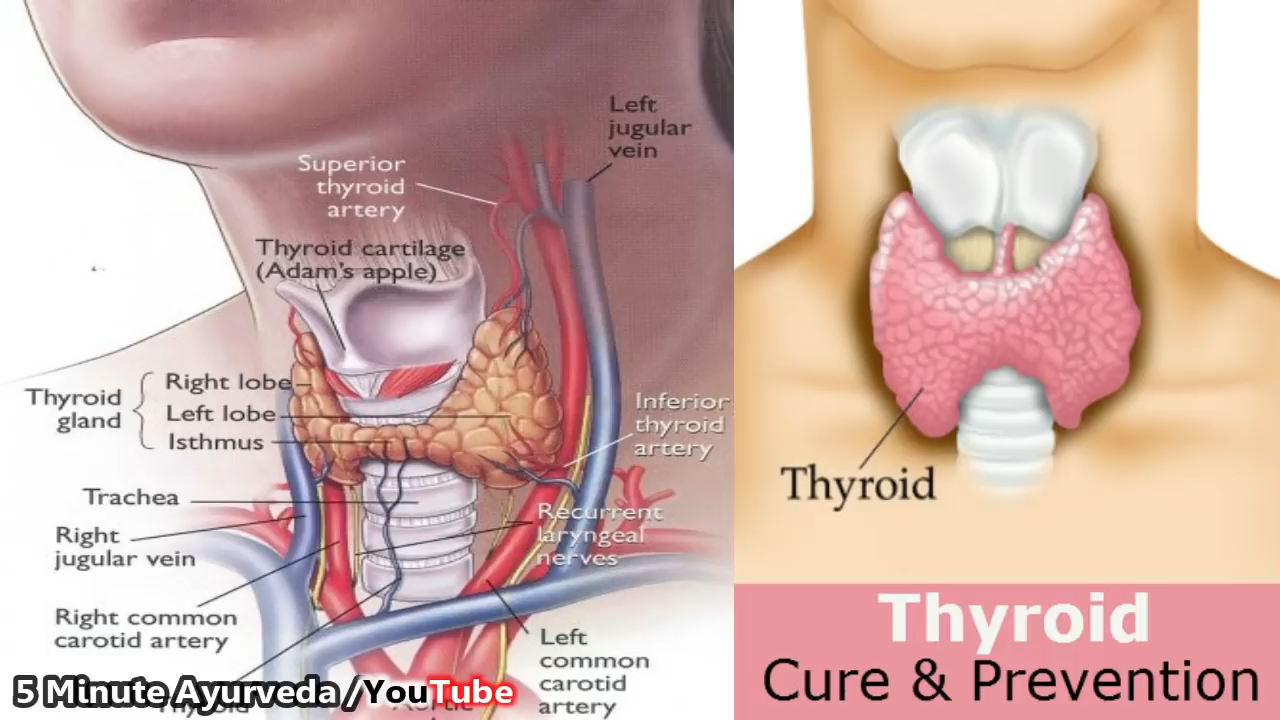 Left
jugular
vein
Superior
thyroid
artery
Thyroid cartilage
(Adam's apple)
Thyroid
gland
Right lobe
Left lobe
Isthmus
Inferior
thyroid
artery
Trachea
Right
jugular vein
Recurrent
laryngeal
nerves
Right common
carotid artery
Left
common
carotid
artery
5 Minute Ayurveda /YouTube
Thyroid
Thyroid
Cure & Prevention